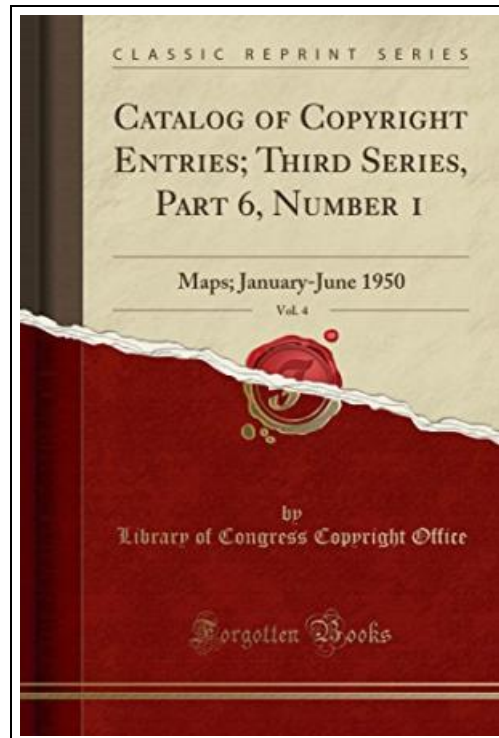 CLASSIC REPRINT SERIES
CATALOG OF COPYRIGHT
ENTRIES; THIRD SERIES,
PART 6, NUMBER 1
Maps; January-June 1950
Vol. 4
by
Library of Congress Copyright Office
Forgotten Books